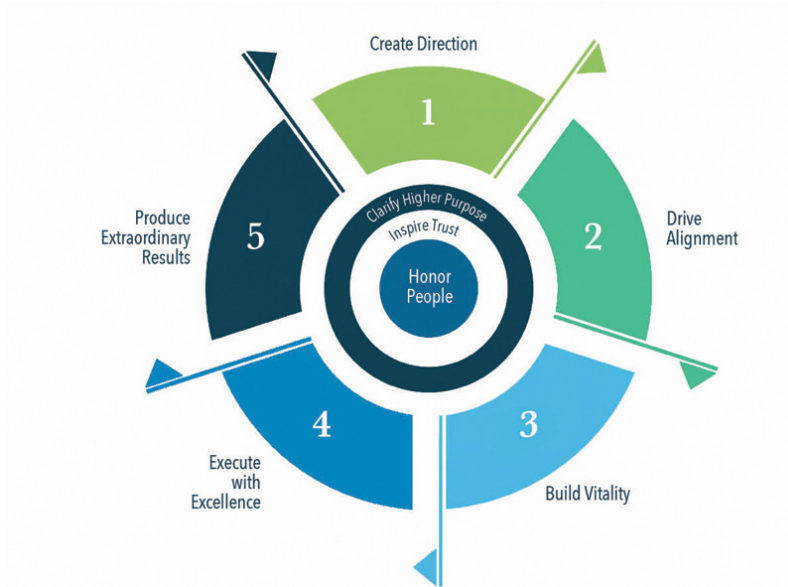 Create Direction
1
2
Drive
Alignment
3
Build Vitality
4
Execute
with
Excellence
5
Produce
Extraordinary
Results
Clarify Higher Purpose
Inspire Trust
Honor
People